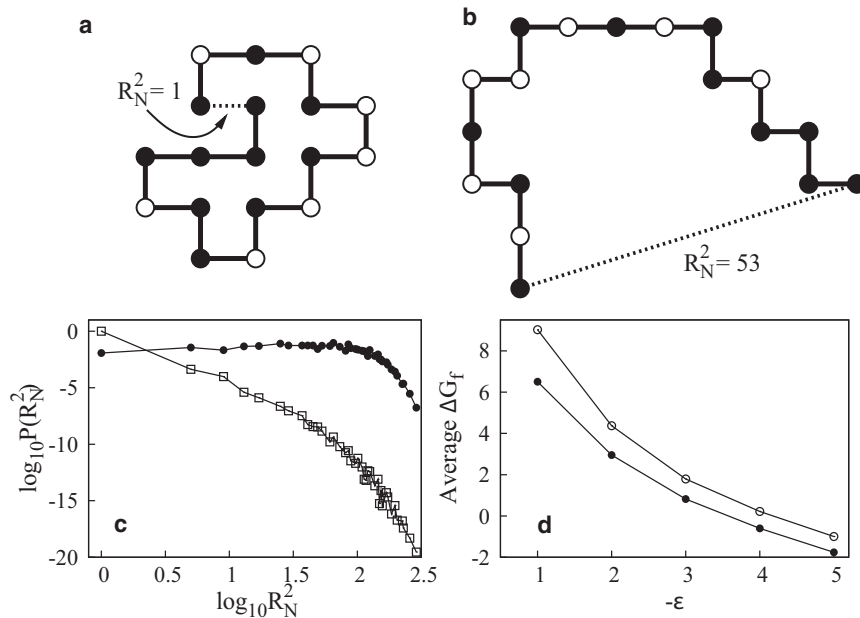 a
R_N^2 = 1
b
R_N^2 = 53
0
-5
-10
-15
-20
log10P(R_N^2)
c
0 0.5 1 1.5 2 2.5
log10R_N^2
8
6
4
2
0
-2
Average ΔG_f
d
1 2 3 4 5
-ε